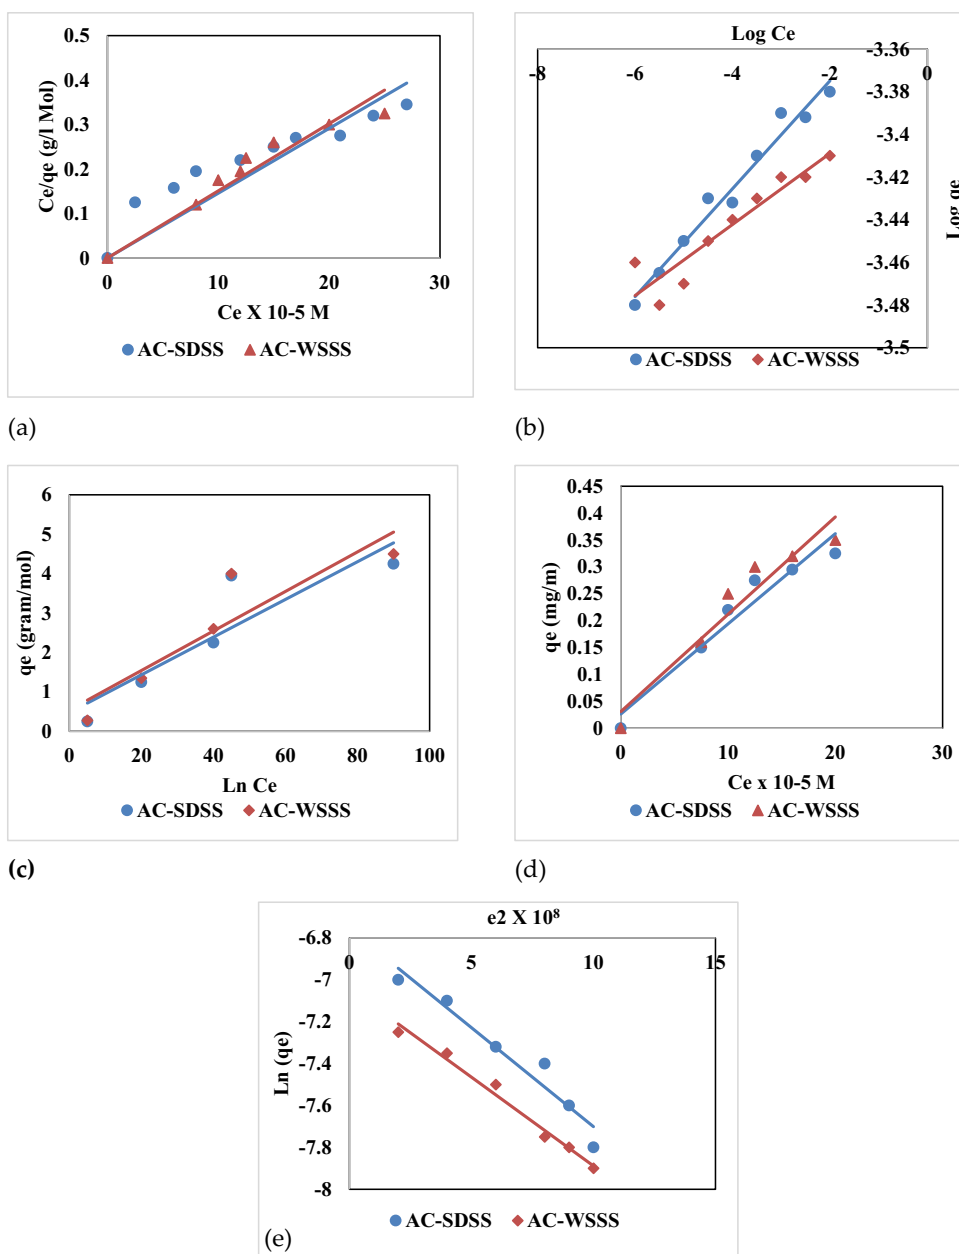 0.5
0.4
0.3
0.2
0.1
0
Ce/qe (g/l Mol)
0 10 20 30
Ce X 10-5 M
AC-SDSS AC-WSSS
(a)
Log Ce
-8 -6 -4 -2 0
-3.36
-3.38
-3.4
-3.42
-3.44
-3.46
-3.48
-3.5
Log qe
AC-SDSS AC-WSSS
(b)
6
5
4
3
2
1
0
qe (gram/mol)
0 20 40 60 80 100
Ln Ce
AC-SDSS AC-WSSS
(c)
0.45
0.4
0.35
0.3
0.25
0.2
0.15
0.1
0.05
0
qe (mg/m)
0 10 20 30
Ce x 10-5 M
AC-SDSS AC-WSSS
(d)
e2 X 10⁸
0 5 10 15
-6.8
-7
-7.2
-7.4
-7.6
-7.8
-8
Ln (qe)
AC-SDSS AC-WSSS
(e)